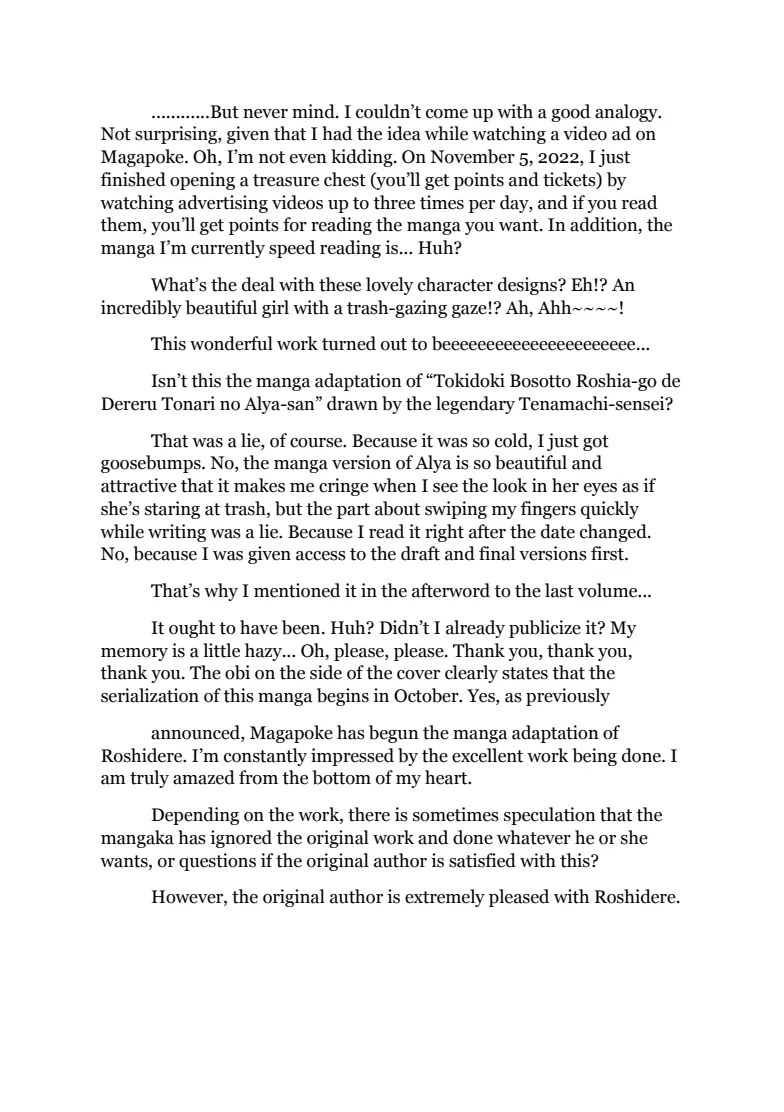 ............But never mind. I couldn’t come up with a good analogy.
Not surprising, given that I had the idea while watching a video ad on
Magapoke. Oh, I’m not even kidding. On November 5, 2022, I just
finished opening a treasure chest (you’ll get points and tickets) by
watching advertising videos up to three times per day, and if you read
them, you’ll get points for reading the manga you want. In addition, the
manga I’m currently speed reading is... Huh?
What’s the deal with these lovely character designs? Eh!? An
incredibly beautiful girl with a trash-gazing gaze!? Ah, Ahh~~~~!
This wonderful work turned out to beeeeeeeeeeeeeeeeeeeeeee...
Isn’t this the manga adaptation of “Tokidoki Bosotto Roshia-go de
Dereru Tonari no Alya-san” drawn by the legendary Tenamachi-sensei?
That was a lie, of course. Because it was so cold, I just got
goosebumps. No, the manga version of Alya is so beautiful and
attractive that it makes me cringe when I see the look in her eyes as if
she’s staring at trash, but the part about swiping my fingers quickly
while writing was a lie. Because I read it right after the date changed.
No, because I was given access to the draft and final versions first.
That’s why I mentioned it in the afterword to the last volume...
It ought to have been. Huh? Didn’t I already publicize it? My
memory is a little hazy... Oh, please, please. Thank you, thank you,
thank you. The obi on the side of the cover clearly states that the
serialization of this manga begins in October. Yes, as previously
announced, Magapoke has begun the manga adaptation of
Roshidere. I’m constantly impressed by the excellent work being done. I
am truly amazed from the bottom of my heart.
Depending on the work, there is sometimes speculation that the
mangaka has ignored the original work and done whatever he or she
wants, or questions if the original author is satisfied with this?
However, the original author is extremely pleased with Roshidere.